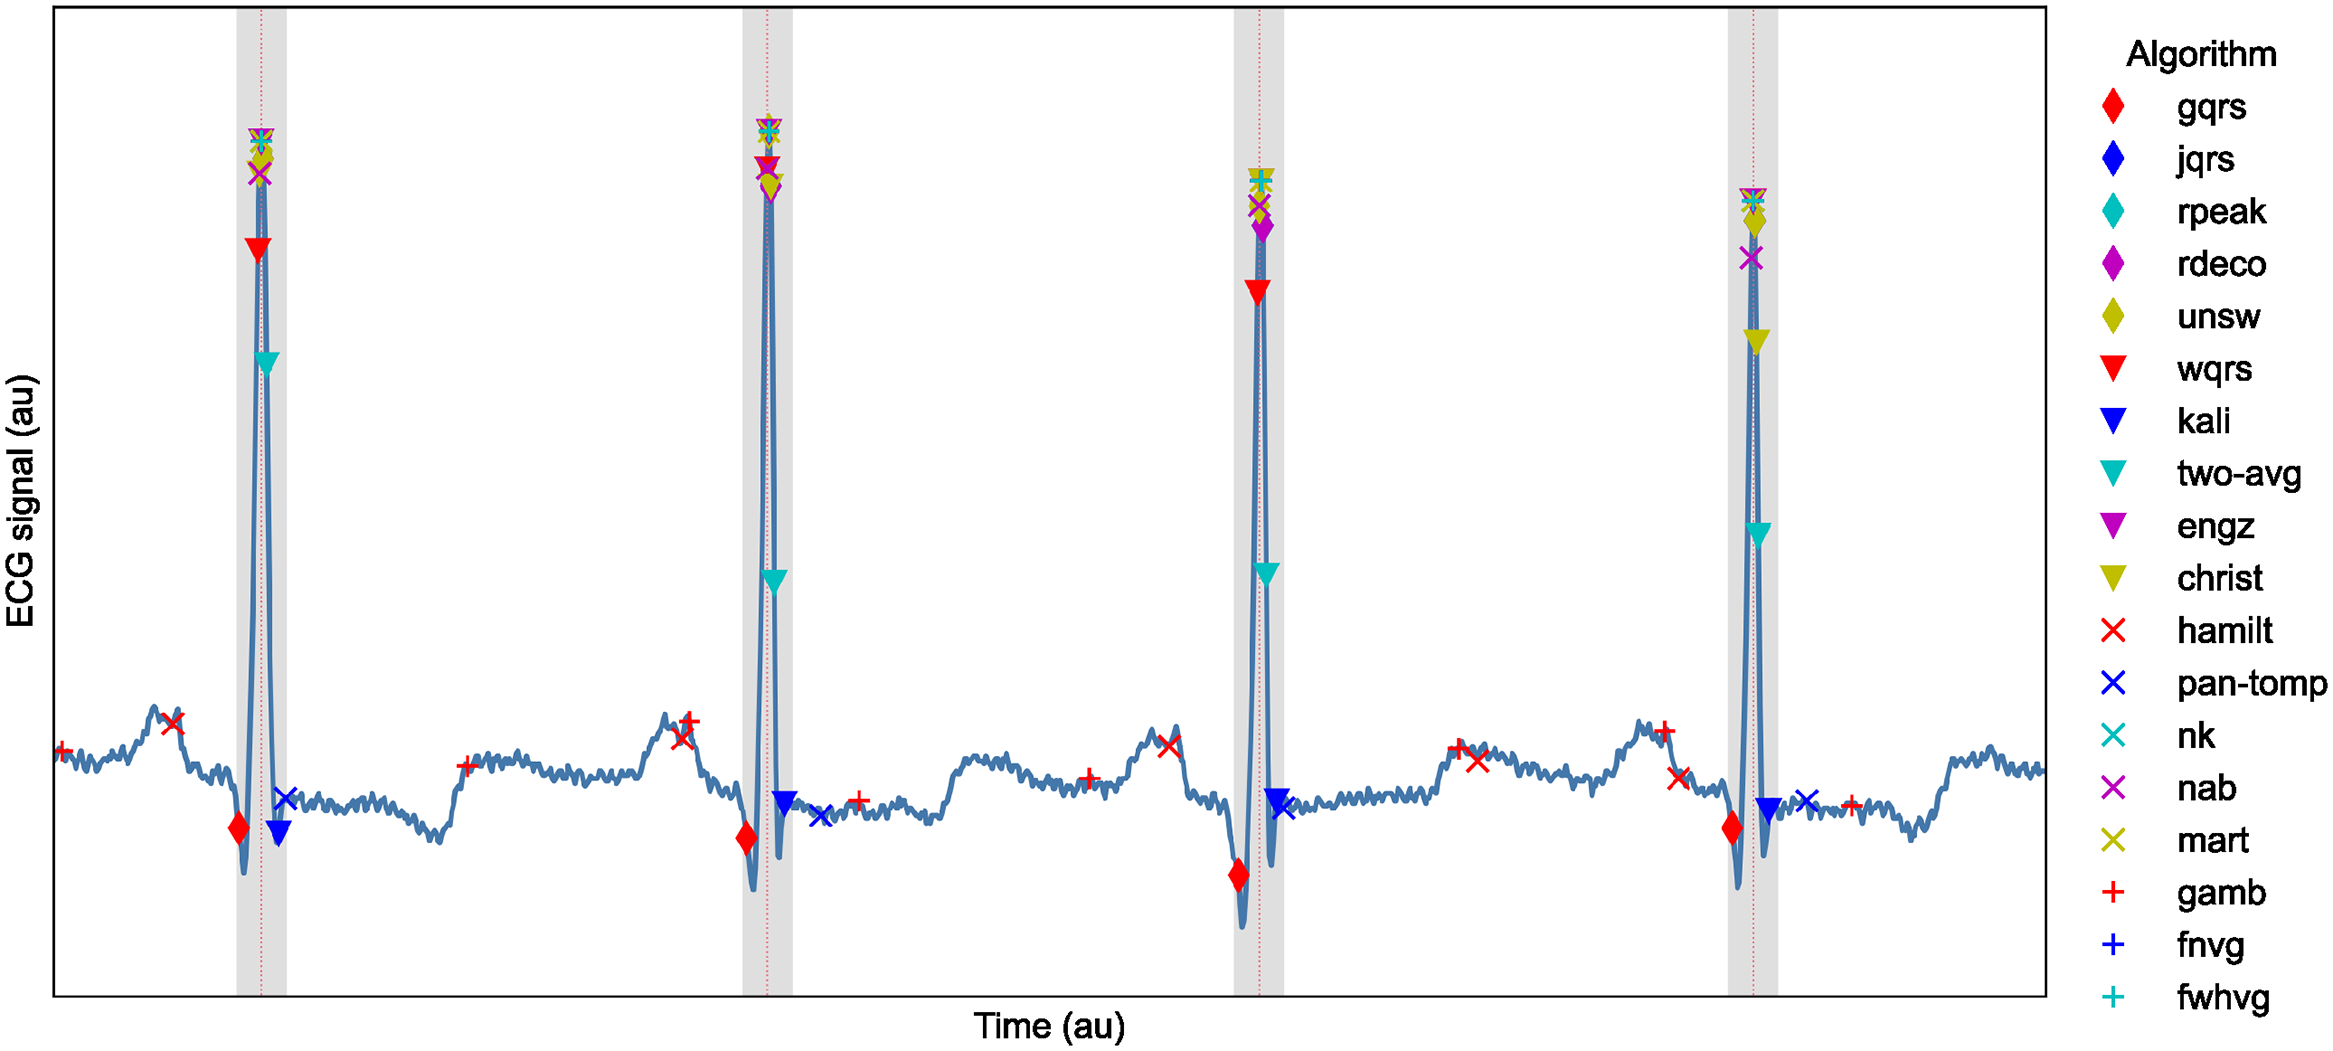 ECG signal (au)
Time (au)
Algorithm
gqrs
jqrs
rpeak
rdeco
unsw
wqrs
kali
two-avg
engz
christ
hamilt
pan-tomp
nk
nab
mart
gamb
fnvg
fwhvg